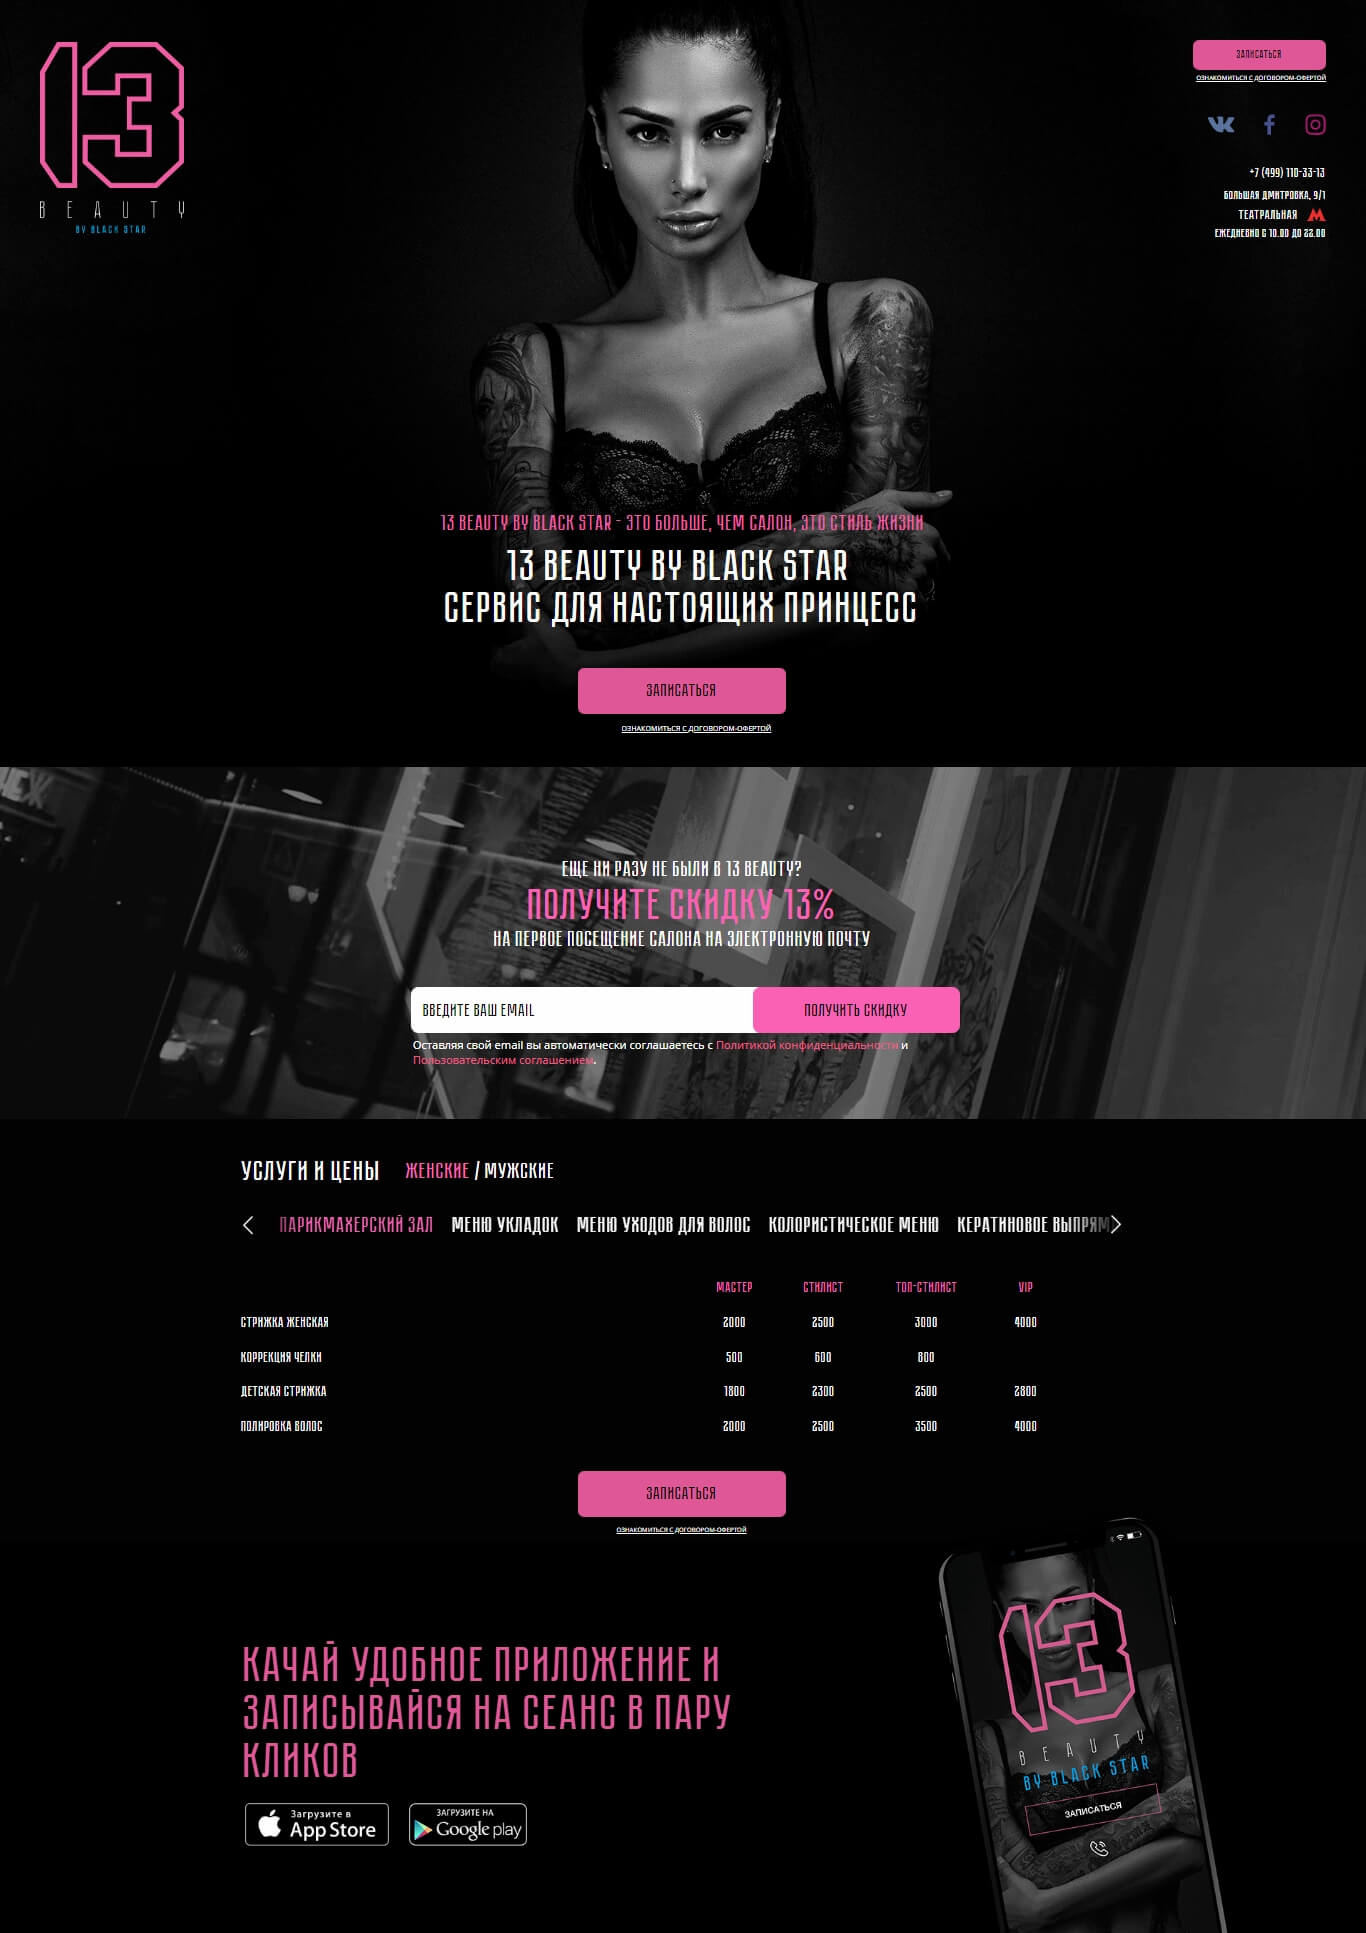 13
BEAUTY
BY BLACK STAR
ЗАПИСАТЬСЯ
ОЗНАКОМИТЬСЯ С ДОГОВОРОМ-ОФЕРТОЙ
+7 (499) 110-33-13
БОЛЬШАЯ ДМИТРОВКА, 9/1
ТЕАТРАЛЬНАЯ
ЕЖЕДНЕВНО С 10.00 ДО 22.00
13 BEAUTY BY BLACK STAR - ЭТО БОЛЬШЕ, ЧЕМ САЛОН, ЭТО СТИЛЬ ЖИЗНИ
13 BEAUTY BY BLACK STAR
СЕРВИС ДЛЯ НАСТОЯЩИХ ПРИНЦЕСС
ЗАПИСАТЬСЯ
ОЗНАКОМИТЬСЯ С ДОГОВОРОМ-ОФЕРТОЙ
ЕЩЕ НИ РАЗУ НЕ БЫЛИ В 13 BEAUTY?
ПОЛУЧИТЕ СКИДКУ 13%
НА ПЕРВОЕ ПОСЕЩЕНИЕ САЛОНА НА ЭЛЕКТРОННУЮ ПОЧТУ
ВВЕДИТЕ ВАШ EMAIL ПОЛУЧИТЬ СКИДКУ
Оставляя свой email вы автоматически соглашаетесь с Политикой конфиденциальности и
Пользовательским соглашением.
УСЛУГИ И ЦЕНЫ ЖЕНСКИЕ / МУЖСКИЕ
ПАРИКМАХЕРСКИЙ ЗАЛ МЕНЮ УКЛАДОК МЕНЮ УХОДОВ ДЛЯ ВОЛОС КОЛОРИСТИЧЕСКОЕ МЕНЮ КЕРАТИНОВОЕ ВЫПРЯМ
МАСТЕР СТИЛИСТ ТОП-СТИЛИСТ VIP
СТРИЖКА ЖЕНСКАЯ 2000 2500 3000 4000
КОРРЕКЦИЯ ЧЕЛКИ 500 600 800
ДЕТСКАЯ СТРИЖКА 1800 2300 2500 2800
ПОЛИРОВКА ВОЛОС 2000 2500 3500 4000
ЗАПИСАТЬСЯ
ОЗНАКОМИТЬСЯ С ДОГОВОРОМ-ОФЕРТОЙ
КАЧАЙ УДОБНОЕ ПРИЛОЖЕНИЕ И
ЗАПИСЫВАЙСЯ НА СЕАНС В ПАРУ
КЛИКОВ
Загрузите в
App Store
ЗАГРУЗИТЕ НА
Google play
13
BEAUTY
BY BLACK STAR
ЗАПИСАТЬСЯ